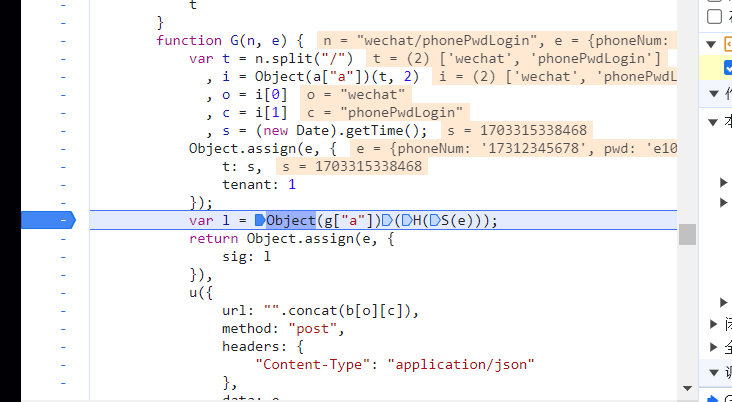 t
}
function G(n, e) { n = "wechat/phonePwdLogin", e = {phoneNum:
var t = n.split("/") t = (2) ['wechat', 'phonePwdLogin']
, i = Object(a["a"])(t, 2) i = (2) ['wechat', 'phonePwdL
, o = i[0] o = "wechat"
, c = i[1] c = "phonePwdLogin"
, s = (new Date).getTime(); s = 1703315338468
Object.assign(e, { e = {phoneNum: '17312345678', pwd: 'e10
t: s, s = 1703315338468
tenant: 1
});
var l = Object(g["a"])(H(S(e)));
return Object.assign(e, {
sig: l
}),
u({
url: "".concat(b[o][c]),
method: "post",
headers: {
"Content-Type": "application/json"
},